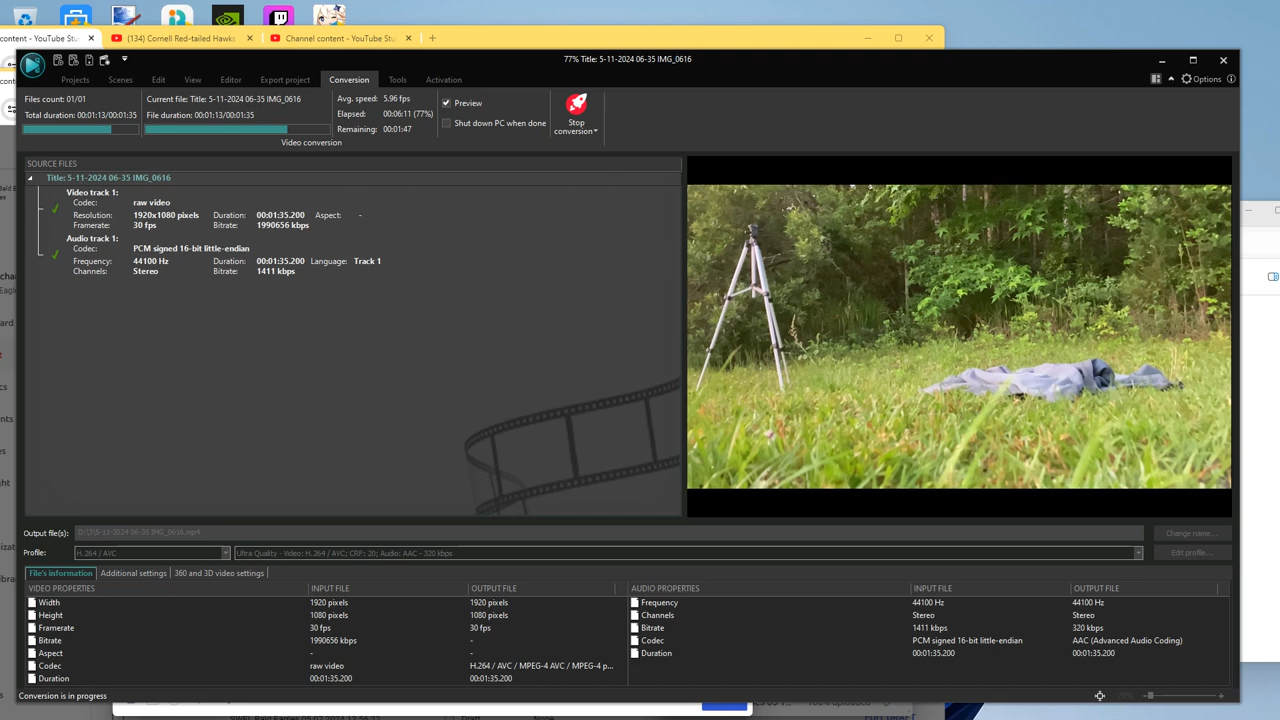 content - YouTube Stu
(134) Cornell Red-tailed Hawks
Channel content - YouTube Stu
77% Title: 5-11-2024 06-35 IMG_0616
Projects Scenes Edit View Editor Export project Conversion Tools Activation
Options
Files count: 01/01
Total duration: 00:01:13/00:01:35
Current file: Title: 5-11-2024 06-35 IMG_0616
File duration: 00:01:13/00:01:35
Avg. speed: 5.96 fps
Elapsed: 00:06:11 (77%)
Remaining: 00:01:47
Preview
Shut down PC when done
Stop
conversion
Video conversion
SOURCE FILES
Title: 5-11-2024 06-35 IMG_0616
Video track 1:
Codec: raw video
Resolution: 1920x1080 pixels Duration: 00:01:35.200 Aspect: -
Framerate: 30 fps Bitrate: 1990656 kbps
Audio track 1:
Codec: PCM signed 16-bit little-endian
Frequency: 44100 Hz Duration: 00:01:35.200 Language: Track 1
Channels: Stereo Bitrate: 1411 kbps
Output file(s): D:\J\5-11-2024 06-35 IMG_0616.mp4
Change name...
Profile: H.264 / AVC Ultra Quality - Video: H.264 / AVC; CRF: 20; Audio: AAC - 320 kbps
Edit profile...
File's information Additional settings 360 and 3D video settings
VIDEO PROPERTIES INPUT FILE OUTPUT FILE
Width 1920 pixels 1920 pixels
Height 1080 pixels 1080 pixels
Framerate 30 fps 30 fps
Bitrate 1990656 kbps -
Aspect - -
Codec raw video H.264 / AVC / MPEG-4 AVC / MPEG-4 p...
Duration 00:01:35.200 00:01:35.200
AUDIO PROPERTIES INPUT FILE OUTPUT FILE
Frequency 44100 Hz 44100 Hz
Channels Stereo Stereo
Bitrate 1411 kbps 320 kbps
Codec PCM signed 16-bit little-endian AAC (Advanced Audio Coding)
Duration 00:01:35.200 00:01:35.200
Conversion is in progress